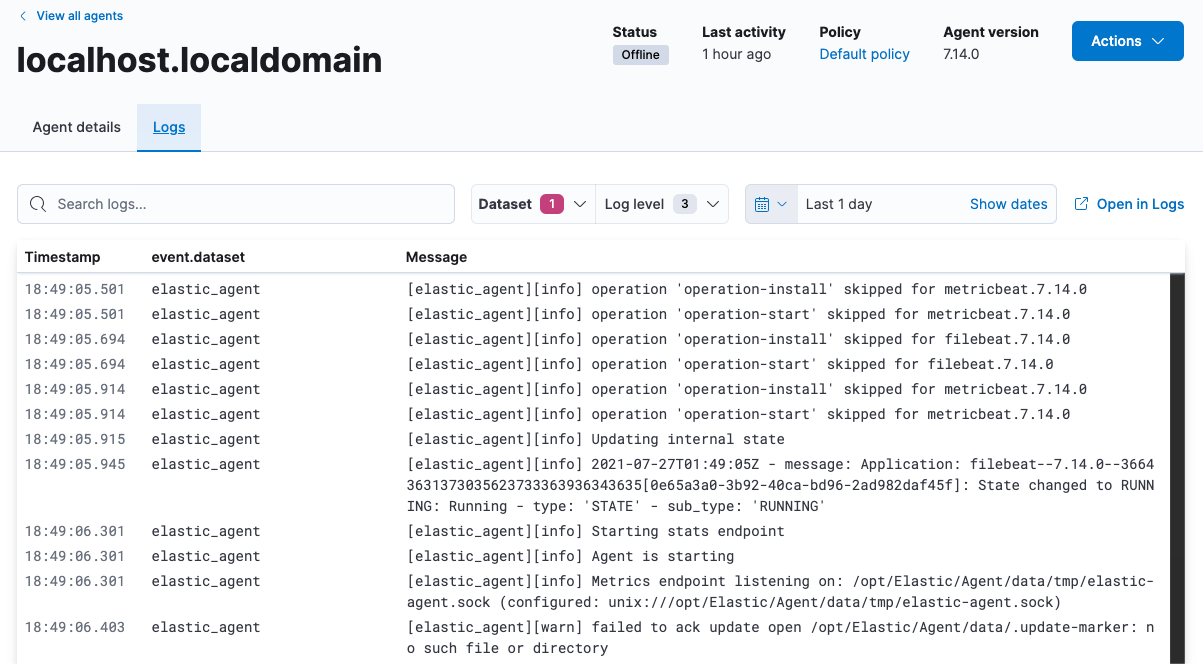 View all agents
localhost.localdomain
Status
Offline
Last activity
1 hour ago
Policy
Default policy
Agent version
7.14.0
Actions
Agent details
Logs
Search logs...
Dataset 1
Log level 3
Last 1 day
Show dates
Open in Logs
Timestamp event.dataset Message
18:49:05.501 elastic_agent [elastic_agent][info] operation 'operation-install' skipped for metricbeat.7.14.0
18:49:05.501 elastic_agent [elastic_agent][info] operation 'operation-start' skipped for metricbeat.7.14.0
18:49:05.694 elastic_agent [elastic_agent][info] operation 'operation-install' skipped for filebeat.7.14.0
18:49:05.694 elastic_agent [elastic_agent][info] operation 'operation-start' skipped for filebeat.7.14.0
18:49:05.914 elastic_agent [elastic_agent][info] operation 'operation-install' skipped for metricbeat.7.14.0
18:49:05.914 elastic_agent [elastic_agent][info] operation 'operation-start' skipped for metricbeat.7.14.0
18:49:05.915 elastic_agent [elastic_agent][info] Updating internal state
18:49:05.945 elastic_agent [elastic_agent][info] 2021-07-27T01:49:05Z - message: Application: filebeat--7.14.0--3664
3631373035623733363936343635[0e65a3a0-3b92-40ca-bd96-2ad982daf45f]: State changed to RUNN
ING: Running - type: 'STATE' - sub_type: 'RUNNING'
18:49:06.301 elastic_agent [elastic_agent][info] Starting stats endpoint
18:49:06.301 elastic_agent [elastic_agent][info] Agent is starting
18:49:06.301 elastic_agent [elastic_agent][info] Metrics endpoint listening on: /opt/Elastic/Agent/data/tmp/elastic-
agent.sock (configured: unix:///opt/Elastic/Agent/data/tmp/elastic-agent.sock)
18:49:06.403 elastic_agent [elastic_agent][warn] failed to ack update open /opt/Elastic/Agent/data/.update-marker: n
o such file or directory